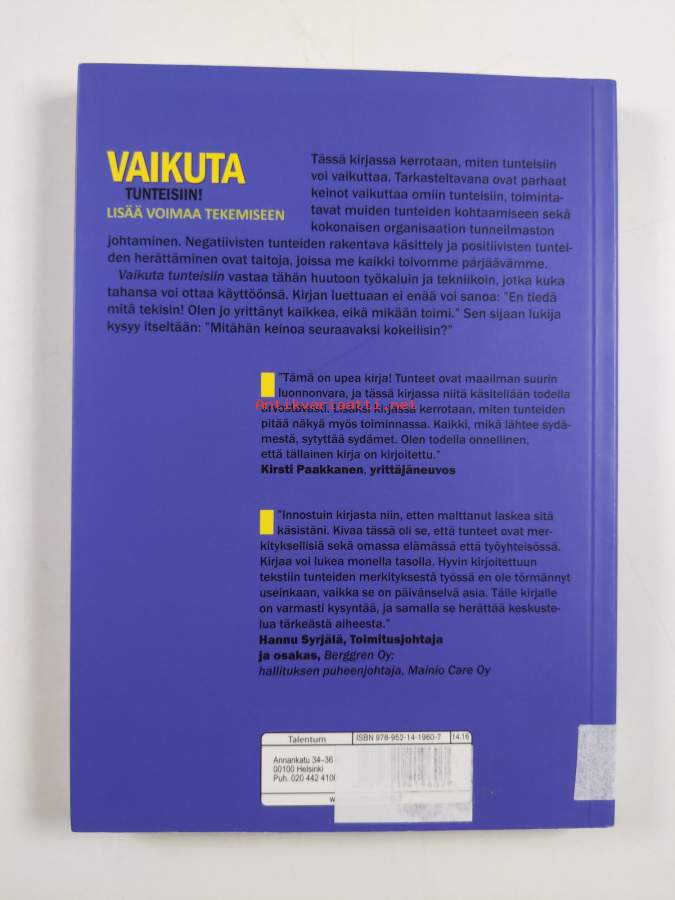 VAIKUTA
TUNTEISIIN!
LISÄÄ VOIMAA TEKEMISEEN
Tässä kirjassa kerrotaan, miten tunteisiin
voi vaikuttaa. Tarkasteltavana ovat parhaat
keinot vaikuttaa omiin tunteisiin, toiminta-
tavat muiden tunteiden kohtaamiseen sekä
kokonaisen organisaation tunneilmaston
johtaminen. Negatiivisten tunteiden rakentava käsittely ja positiivisten tuntei-
den herättäminen ovat taitoja, joissa me kaikki toivomme pärjäävämme.
Vaikuta tunteisiin vastaa tähän huutoon työkaluin ja tekniikoin, jotka kuka
tahansa voi ottaa käyttöönsä. Kirjan luettuaan ei enää voi sanoa: "En tiedä
mitä tekisin! Olen jo yrittänyt kaikkea, eikä mikään toimi." Sen sijaan lukija
kysyy itseltään: "Mitähän keinoa seuraavaksi kokeilisin?"
"Tämä on upea kirja! Tunteet ovat maailman suurin
luonnonvara, ja tässä kirjassa niitä käsitellään todella
Antikvariaatti.net
arvostavasti. Lisäksi kirjassa kerrotaan, miten tunteiden
pitää näkyä myös toiminnassa. Kaikki, mikä lähtee sydä-
mestä, sytyttää sydämet. Olen todella onnellinen,
että tällainen kirja on kirjoitettu."
Kirsti Paakkanen, yrittäjäneuvos
"Innostuin kirjasta niin, etten malttanut laskea sitä
käsistäni. Kivaa tässä oli se, että tunteet ovat mer-
kityksellisiä sekä omassa elämässä että työyhteisössä.
Kirjaa voi lukea monella tasolla. Hyvin kirjoitettuun
tekstiin tunteiden merkityksestä työssä en ole törmännyt
useinkaan, vaikka se on päivänselvä asia. Tälle kirjalle
on varmasti kysyntää, ja samalla se herättää keskuste-
lua tärkeästä aiheesta."
Hannu Syrjälä, Toimitusjohtaja
ja osakas, Berggren Oy;
hallituksen puheenjohtaja, Mainio Care Oy
Talentum
ISBN 978-952-14-1960-7
14.16
Annankatu 34–36
00100 Helsinki
Puh. 020 442 410
w